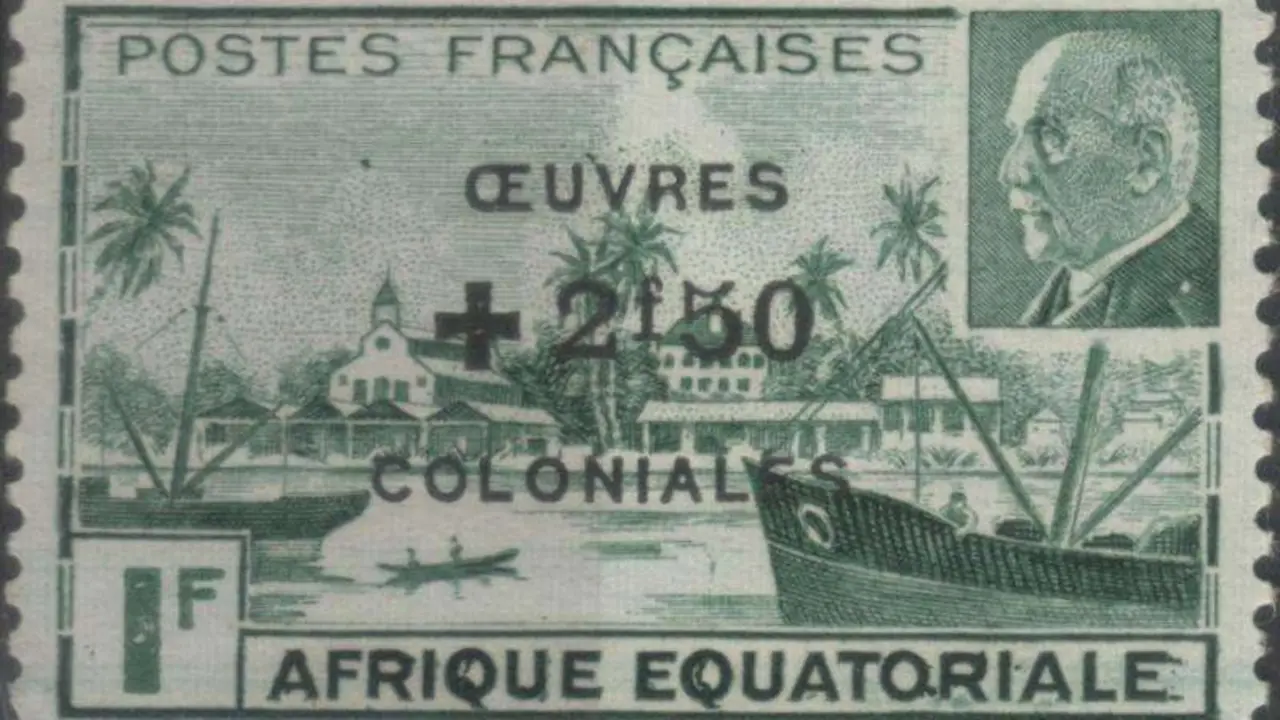 POSTES FRANÇAISES
ŒUVRES
+ 2f50
COLONIALES
1F
AFRIQUE EQUATORIALE